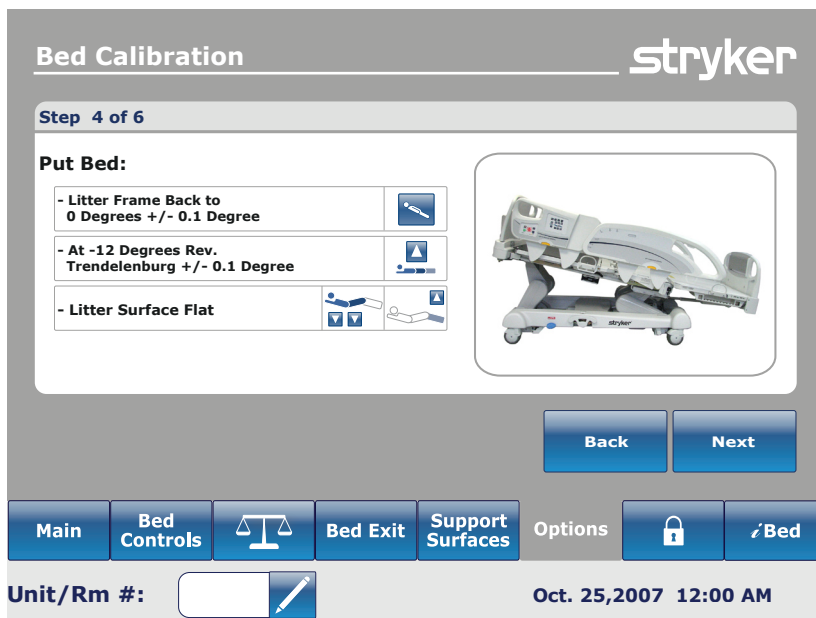 Bed Calibration
stryker
Step 4 of 6
Put Bed:
- Litter Frame Back to
0 Degrees +/- 0.1 Degree
- At -12 Degrees Rev.
Trendelenburg +/- 0.1 Degree
- Litter Surface Flat
stryker
Back
Next
Main
Bed
Controls
Bed Exit
Support
Surfaces
Options
iBed
Unit/Rm #:
Oct. 25,2007 12:00 AM